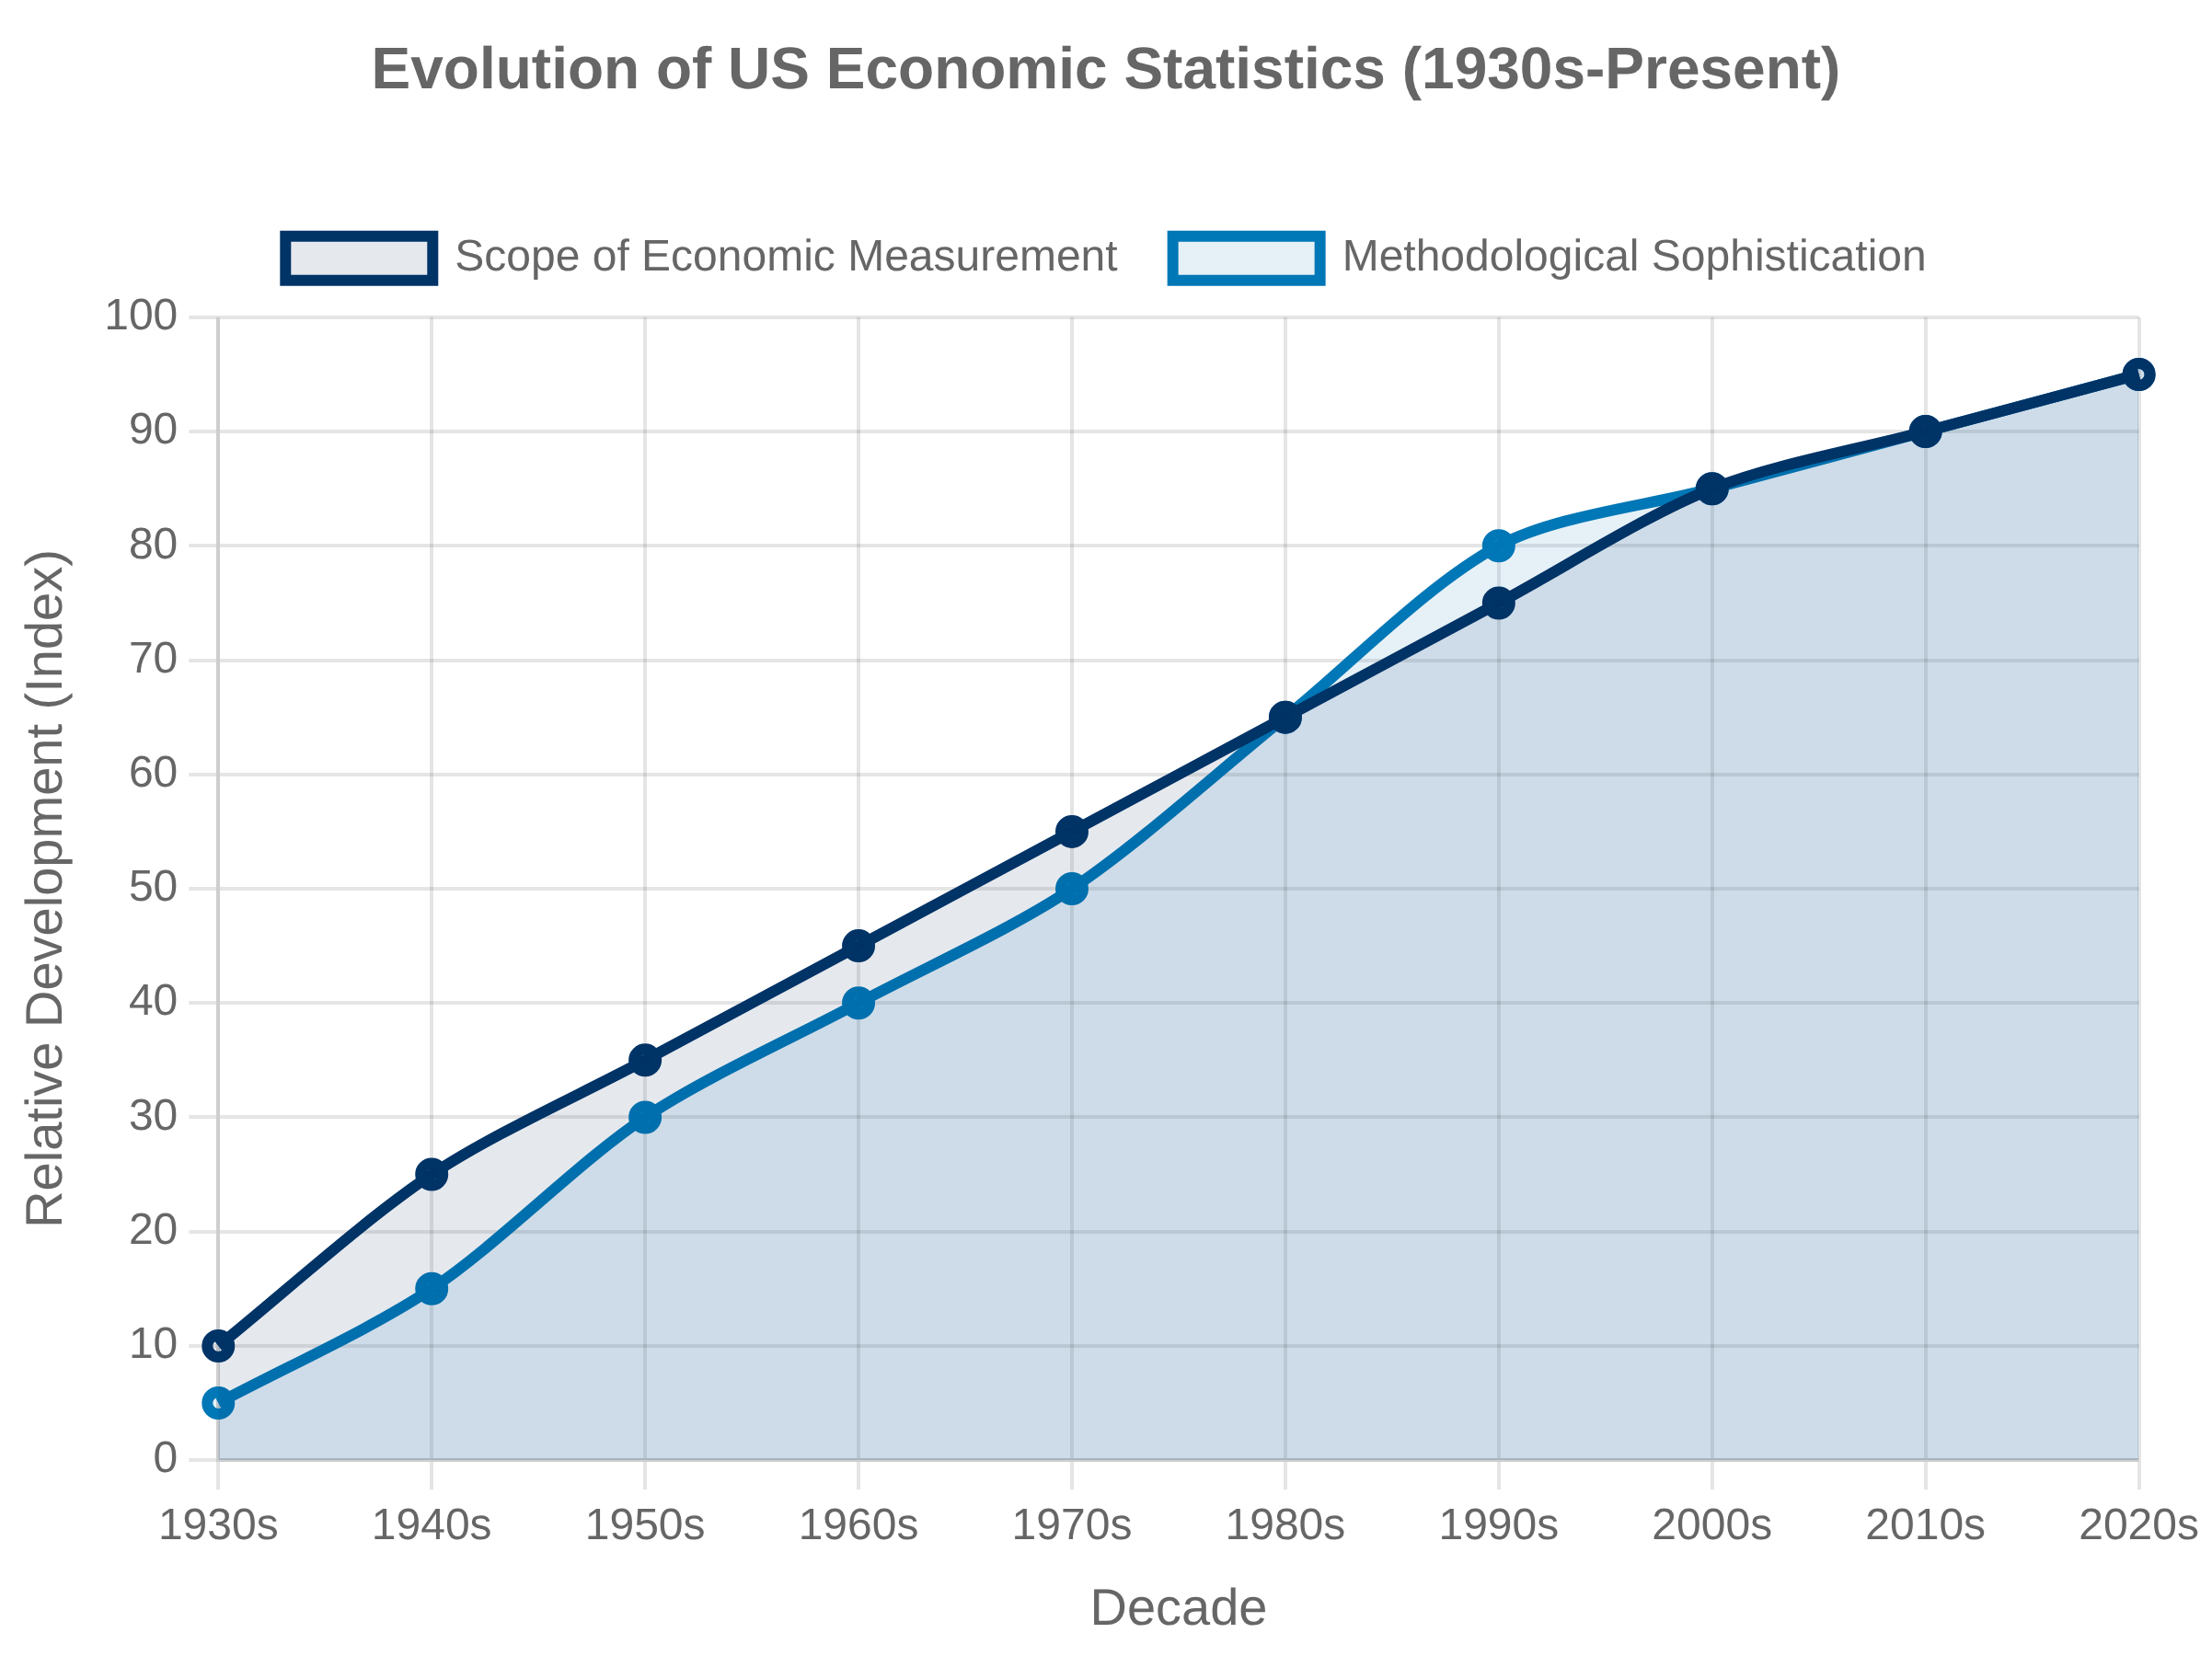 Evolution of US Economic Statistics (1930s-Present)
Scope of Economic Measurement
Methodological Sophistication
100
90
80
70
60
50
40
30
20
10
0
Relative Development (Index)
1930s 1940s 1950s 1960s 1970s 1980s 1990s 2000s 2010s 2020s
Decade